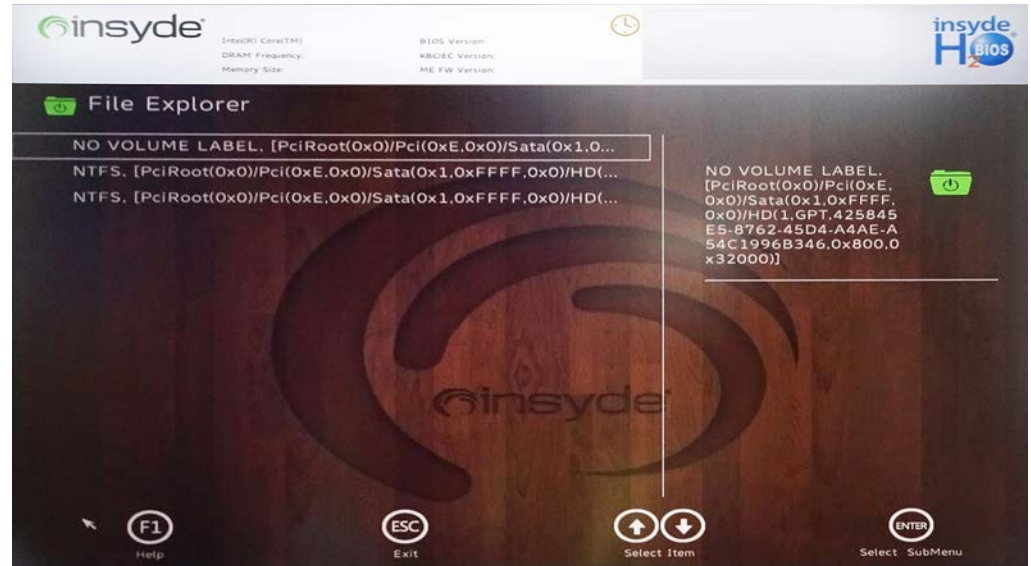 insyde
insyde
H2BIOS
Intel(R) Core(TM)
BIOS Version:
DRAM Frequency:
KBC/EC Version:
Memory Size:
ME FW Version:
File Explorer
NO VOLUME LABEL, [PciRoot(0x0)/Pci(0xE,0x0)/Sata(0x1,0...
NTFS, [PciRoot(0x0)/Pci(0xE,0x0)/Sata(0x1,0xFFFF,0x0)/HD(...
NTFS, [PciRoot(0x0)/Pci(0xE,0x0)/Sata(0x1,0xFFFF,0x0)/HD(...
NO VOLUME LABEL,
[PciRoot(0x0)/Pci(0xE,
0x0)/Sata(0x1,0xFFFF,
0x0)/HD(1,GPT,425845
E5-8762-45D4-A4AE-A
54C1996B346,0x800,0
x32000)]
insyde
F1
Help
ESC
Exit
Select Item
ENTER
Select SubMenu